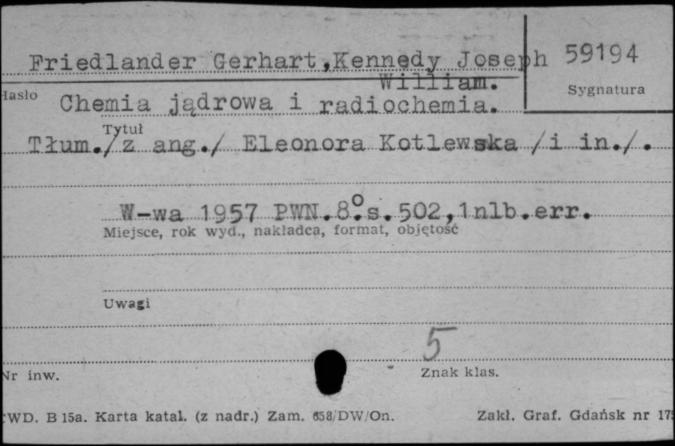 Friedlander Gerhart,Kennedy Joseph
59194
William.
Hasło
Sygnatura
Chemia jądrowa i radiochemia.
Tytuł
Tłum./z ang./ Eleonora Kotlewska /i in./.
W-wa 1957 PWN.8°.s.502,1nlb.err.
Miejsce, rok wyd., nakładca, format, objętość
Uwagi
5
Nr inw.
Znak klas.
WD. B 15a. Karta katal. (z nadr.) Zam. 658/DW/On.
Zakł. Graf. Gdańsk nr